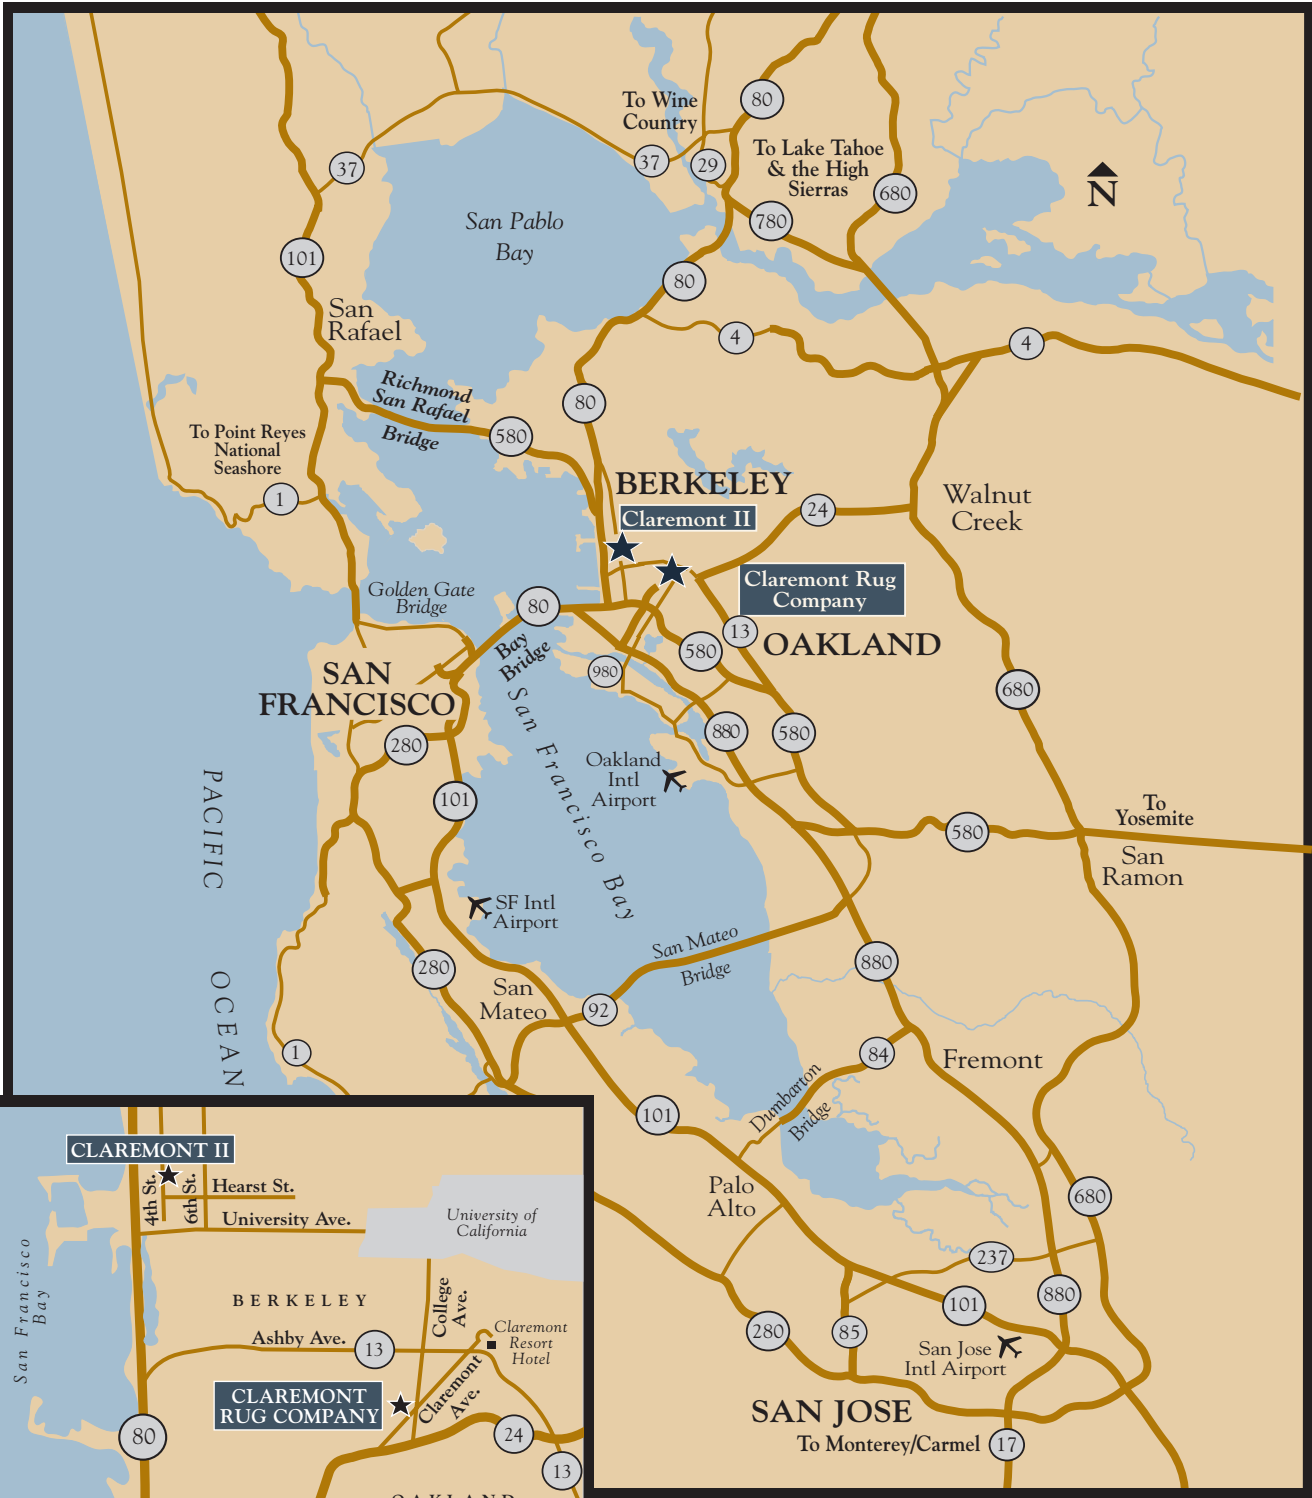 To Wine
Country
80
37
37
29
To Lake Tahoe
& the High
Sierras
680
N
780
San Pablo
Bay
101
80
San
Rafael
4
4
Richmond
San Rafael
Bridge
80
580
To Point Reyes
National
Seashore
1
BERKELEY
Claremont II
24
Walnut
Creek
Claremont Rug
Company
Golden Gate
Bridge
80
Bay
Bridge
13
OAKLAND
580
980
SAN
FRANCISCO
680
San Francisco Bay
280
880
580
Oakland
Intl
Airport
101
PACIFIC
OCEAN
To
Yosemite
580
San
Ramon
SF Intl
Airport
San Mateo
Bridge
280
880
San
Mateo
92
1
84
Fremont
Dumbarton
Bridge
101
Palo
Alto
680
237
880
101
280
85
San Jose
Intl Airport
SAN JOSE
To Monterey/Carmel
17
CLAREMONT II
4th St.
6th St.
Hearst St.
University Ave.
University of
California
San Francisco
Bay
BERKELEY
College
Ave.
Ashby Ave.
13
Claremont
Resort
Hotel
CLAREMONT
RUG COMPANY
Claremont
Ave.
80
24
13
OAKLAND